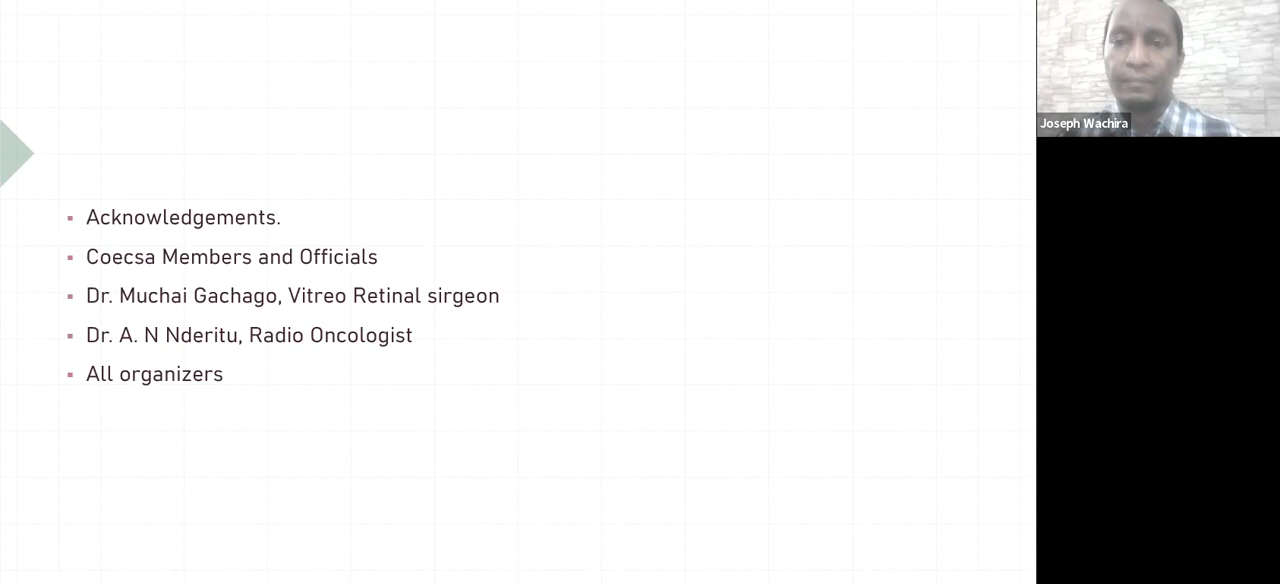 Acknowledgements.
Coecsa Members and Officials
Dr. Muchai Gachago, Vitreo Retinal sirgeon
Dr. A. N Nderitu, Radio Oncologist
All organizers
Joseph Wachira